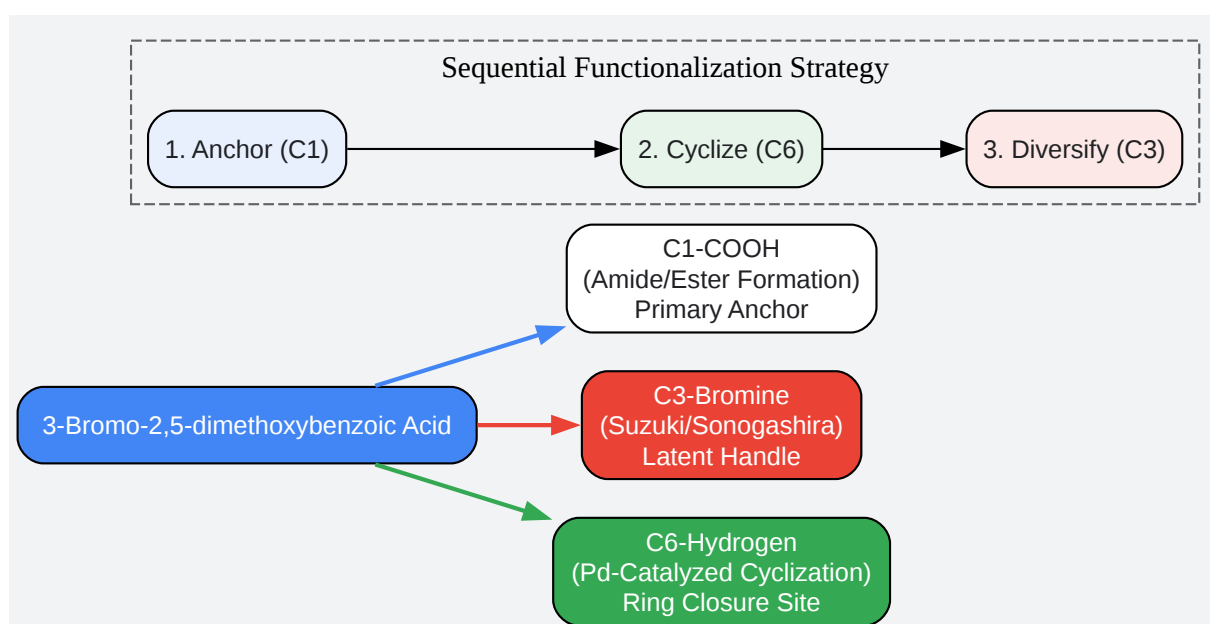 Sequential Functionalization Strategy
1. Anchor (C1)
2. Cyclize (C6)
3. Diversify (C3)
C1-COOH
(Amide/Ester Formation)
Primary Anchor
3-Bromo-2,5-dimethoxybenzoic Acid
C3-Bromine
(Suzuki/Sonogashira)
Latent Handle
C6-Hydrogen
(Pd-Catalyzed Cyclization)
Ring Closure Site